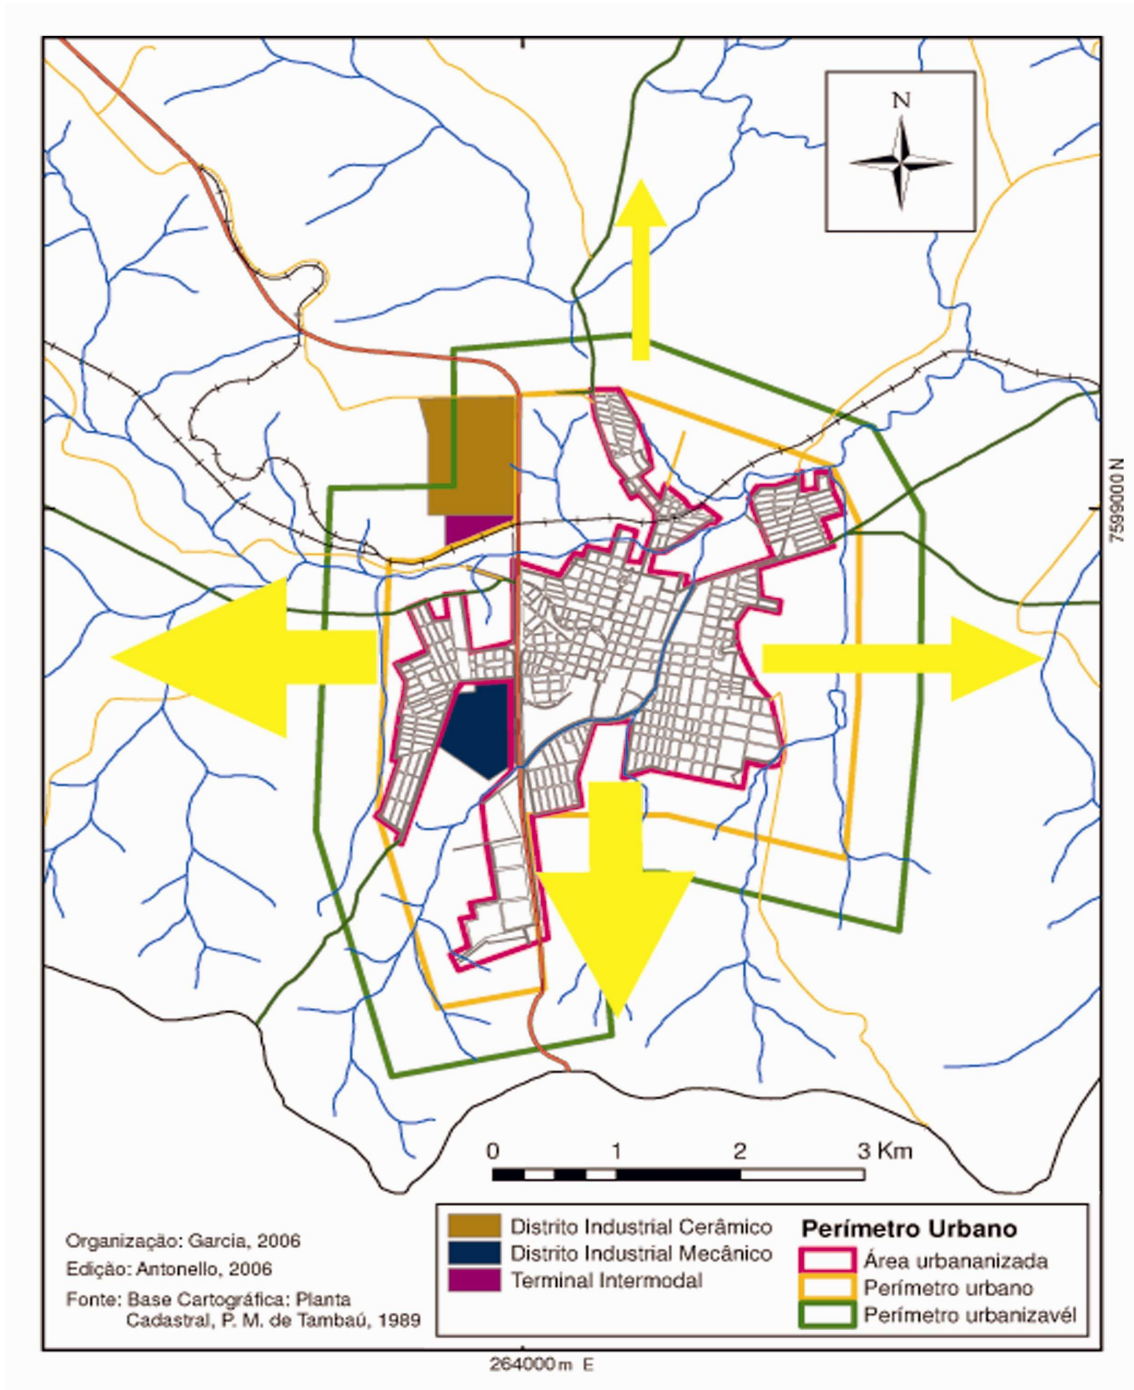 N
7599000 N
0 1 2 3 Km
Organização: Garcia, 2006
Edição: Antonello, 2006
Fonte: Base Cartográfica: Planta
Cadastral, P. M. de Tambaú, 1989
Distrito Industrial Cerâmico
Distrito Industrial Mecânico
Terminal Intermodal
Perímetro Urbano
Área urbananizada
Perímetro urbano
Perímetro urbanizavél
264000 m E